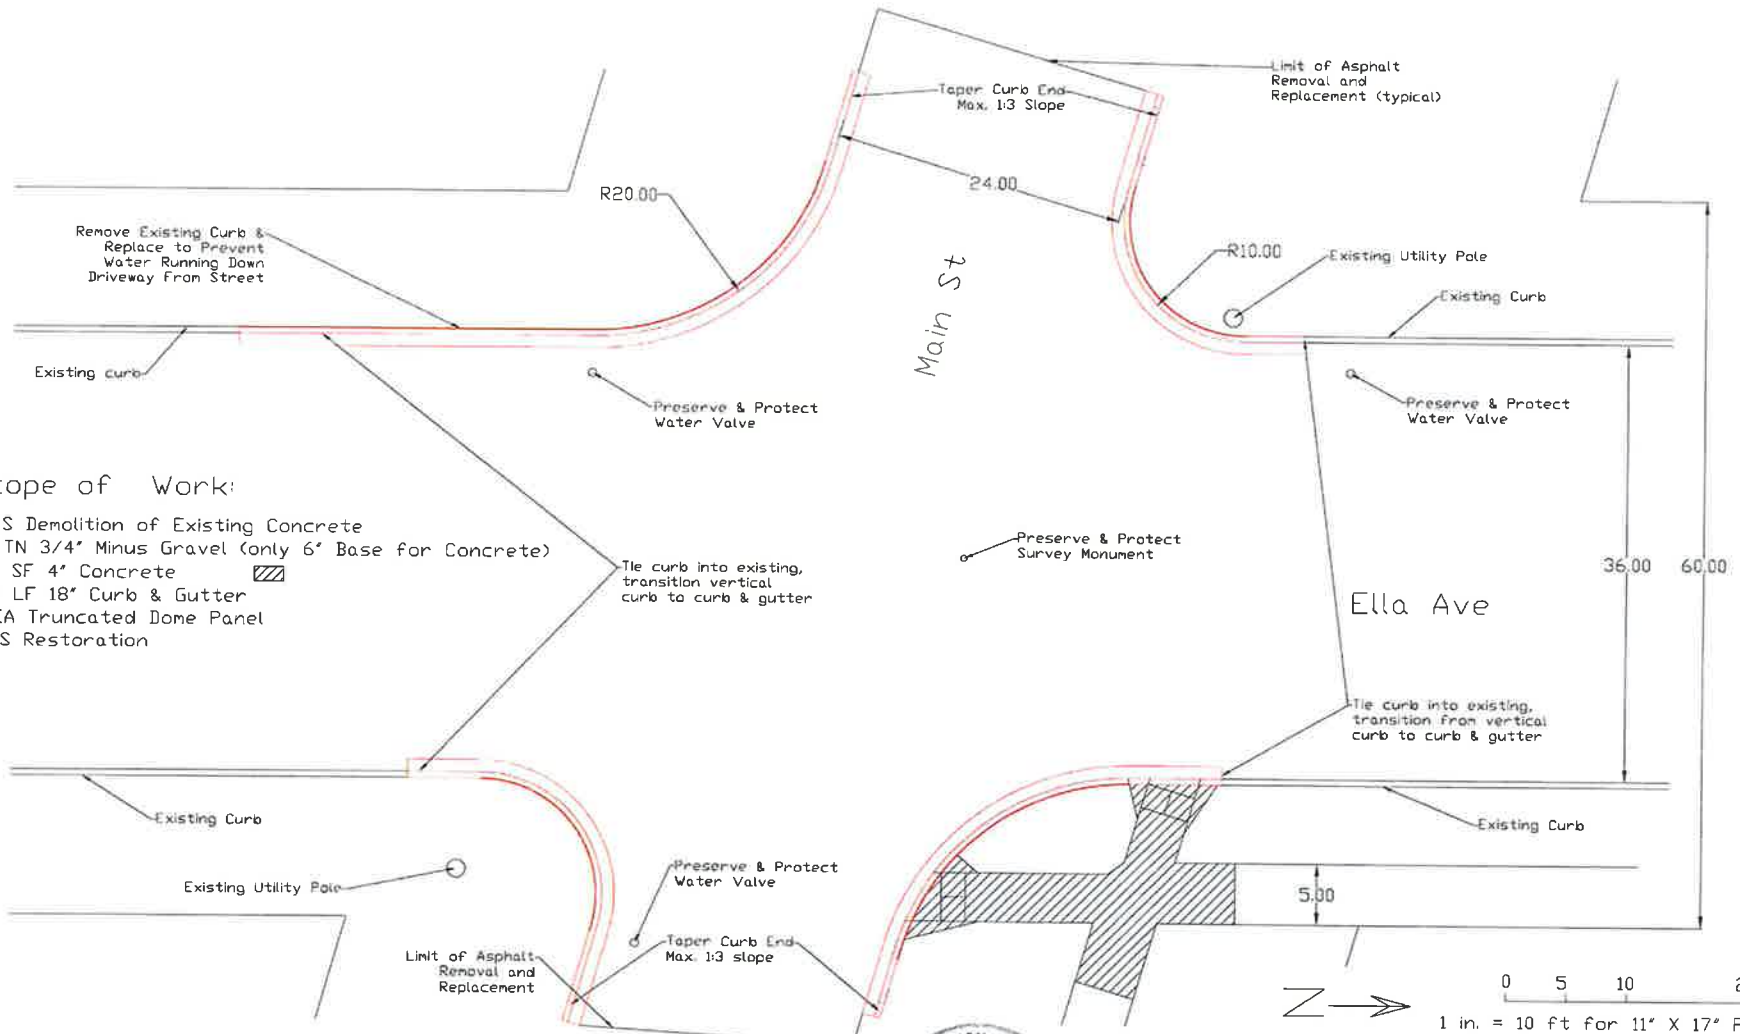 Limit of Asphalt
Removal and
Replacement (typical)
Taper Curb End
Max. 1:3 Slope
24.00
R20.00
Remove Existing Curb &
Replace to Prevent
Water Running Down
Driveway From Street
Main St
R10.00
Existing Utility Pole
Existing Curb
Existing curb
Preserve & Protect
Water Valve
Preserve & Protect
Water Valve
cope of Work:
S Demolition of Existing Concrete
TN 3/4" Minus Gravel (only 6" Base for Concrete)
SF 4" Concrete
LF 18" Curb & Gutter
EA Truncated Dome Panel
S Restoration
Tie curb into existing,
transition vertical
curb to curb & gutter
Preserve & Protect
Survey Monument
36.00
60.00
Ella Ave
Tie curb into existing,
transition from vertical
curb to curb & gutter
Existing Curb
Existing Curb
Existing Utility Pole
Preserve & Protect
Water Valve
5.00
Limit of Asphalt
Removal and
Replacement
Taper Curb End
Max. 1:3 slope
Z
0 5 10 2
1 in. = 10 ft for 11" X 17" P